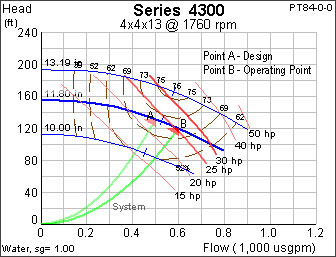 Series 4300
4x4x13 @ 1760 rpm
PT84-0-0
Head
(ft)
Point A - Design
Point B - Operating Point
240
200
160
120
80
40
0
13.19 in
11.80 in
10.00 in
52
62
69
73
75
76
75
73
69
62
A
B
50 hp
40 hp
30 hp
25 hp
20 hp
15 hp
System
0.0
0.2
0.4
0.6
0.8
1.0
1.2
Water, sg= 1.00
Flow ( 1,000 usgpm)